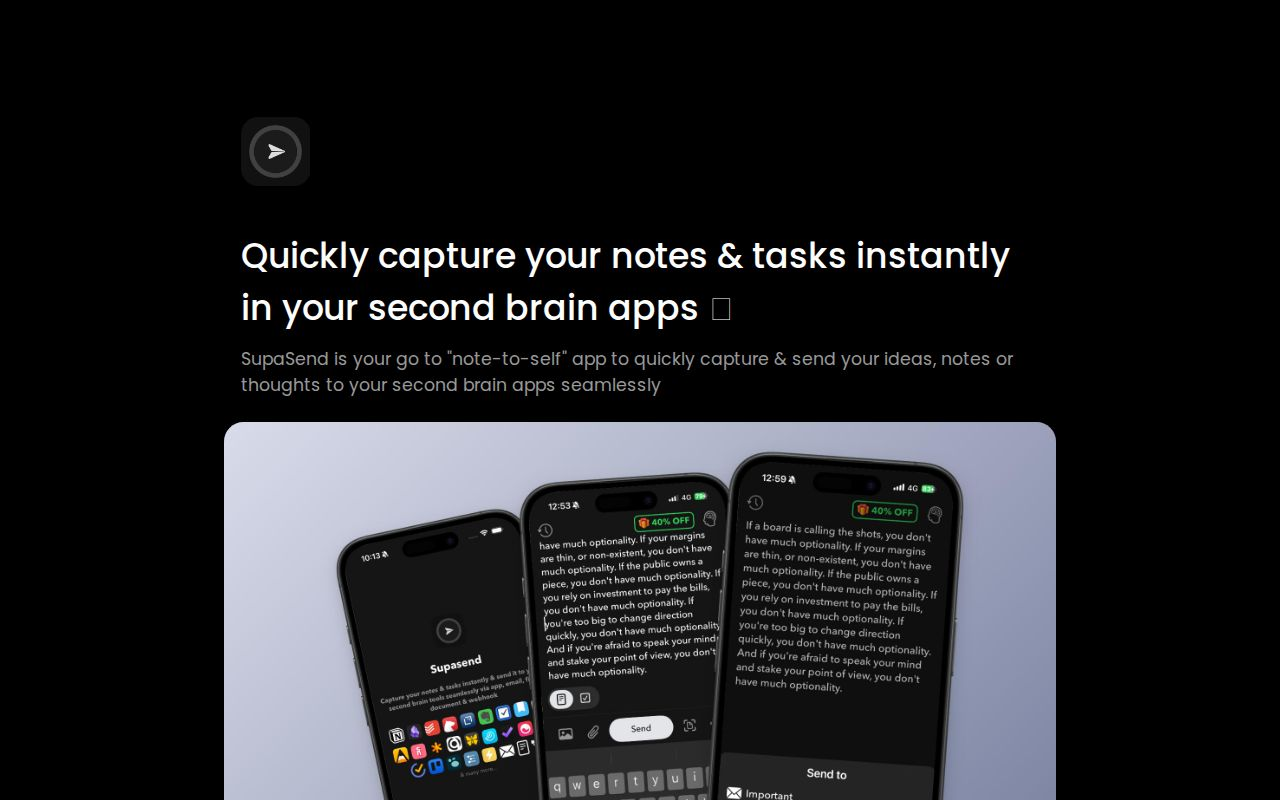 Quickly capture your notes & tasks instantly
in your second brain apps
SupaSend is your go to "note-to-self" app to quickly capture & send your ideas, notes or
thoughts to your second brain apps seamlessly
10:13
Supasend
Capture your notes & tasks instantly & send it to
second brain tools seamlessly via app, email,
document & webhook
& many more...
12:53
4G
40% OFF
have much optionality. If your margins
are thin, or non-existent, you don't have
much optionality. If the public owns a
piece, you don't have much optionality. If
you rely on investment to pay the bills,
you don't have much optionality. If
you're too big to change direction
quickly, you don't have much optionality
And if you're afraid to speak your mind
and stake your point of view, you don't
have much optionality.
Send
q w e r t y u i
12:59
4G
40% OFF
If a board is calling the shots, you don't
have much optionality. If your margins
are thin, or non-existent, you don't have
much optionality. If the public owns a
piece, you don't have much optionality. If
you rely on investment to pay the bills,
you don't have much optionality. If
you're too big to change direction
quickly, you don't have much optionality.
And if you're afraid to speak your mind
and stake your point of view, you don't
have much optionality.
Send to
Important